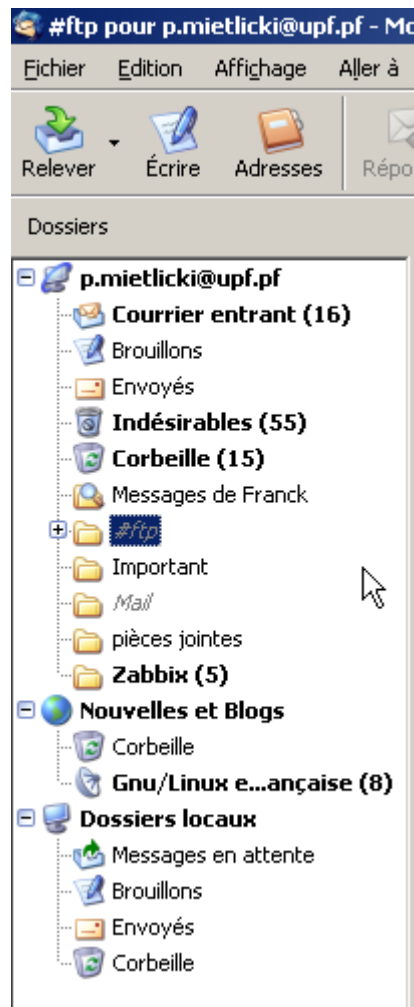 #ftp pour p.mietlicki@upf.pf - Mo
Fichier Edition Affichage Aller à
Relever Écrire Adresses Répo
Dossiers
p.mietlicki@upf.pf
Courrier entrant (16)
Brouillons
Envoyés
Indésirables (55)
Corbeille (15)
Messages de Franck
#ftp
Important
Mail
pièces jointes
Zabbix (5)
Nouvelles et Blogs
Corbeille
Gnu/Linux e...ançaise (8)
Dossiers locaux
Messages en attente
Brouillons
Envoyés
Corbeille